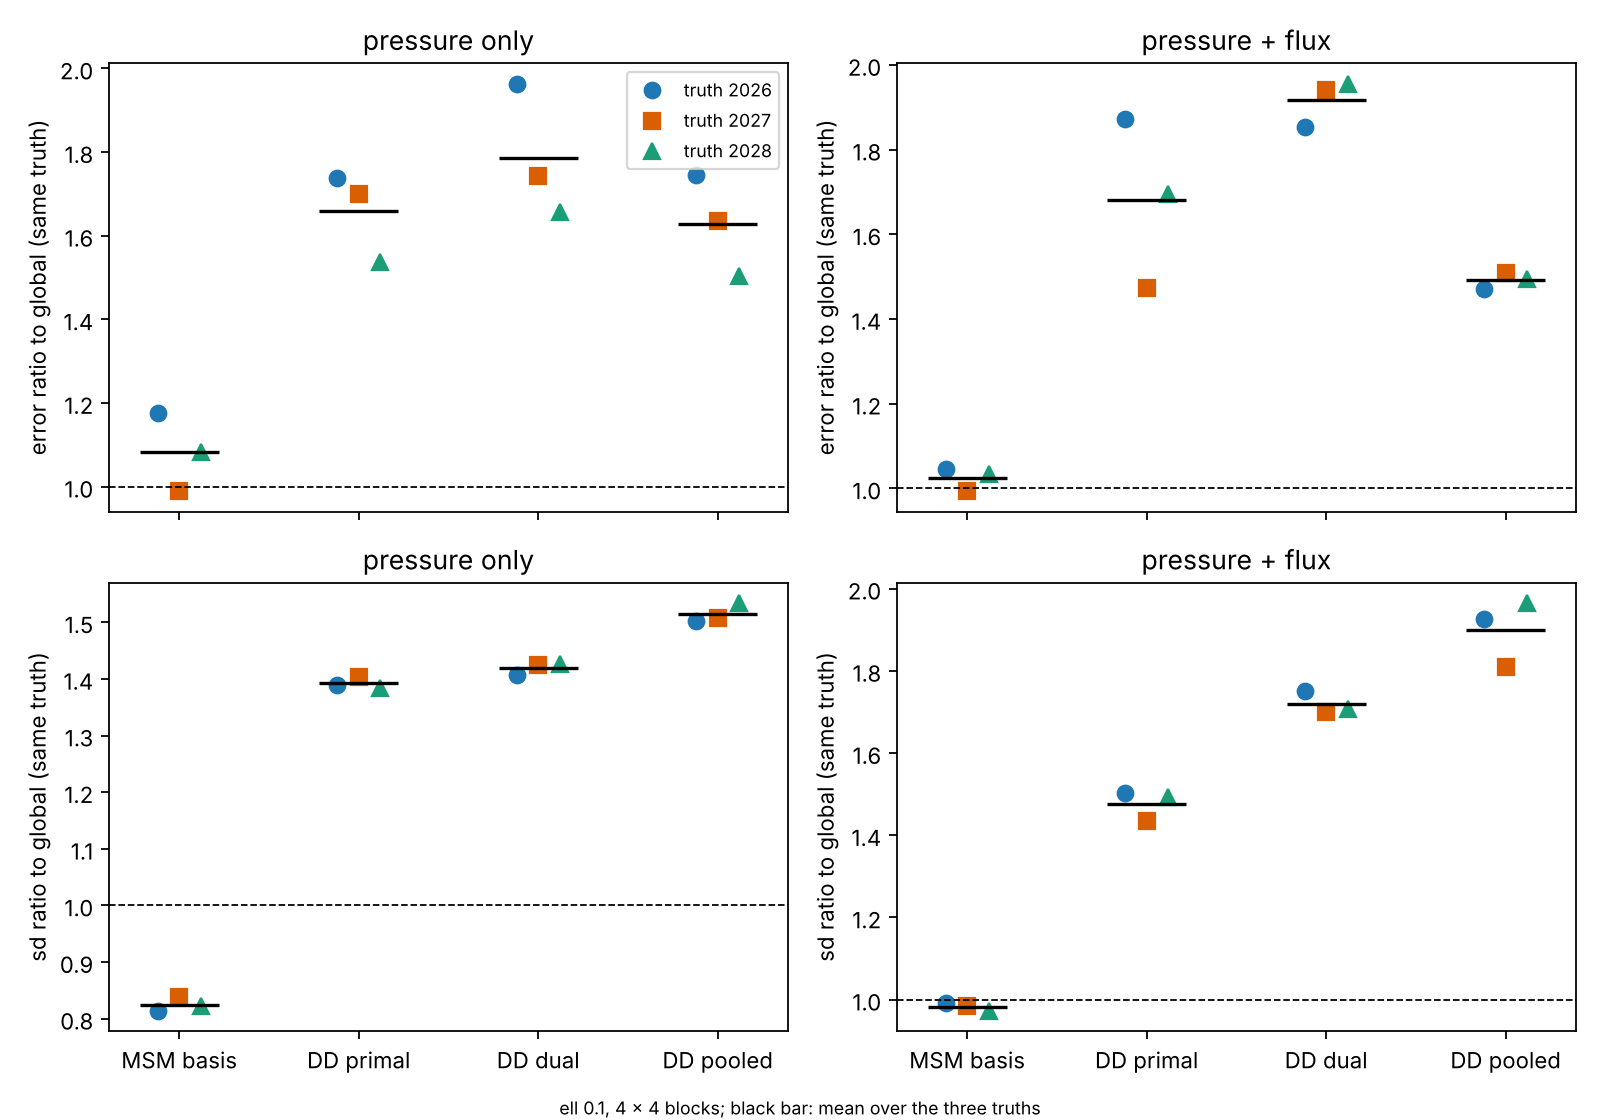 pressure only
pressure + flux
error ratio to global (same truth)
2.0
1.8
1.6
1.4
1.2
1.0
truth 2026
truth 2027
truth 2028
error ratio to global (same truth)
2.0
1.8
1.6
1.4
1.2
1.0
pressure only
pressure + flux
sd ratio to global (same truth)
1.5
1.4
1.3
1.2
1.1
1.0
0.9
0.8
MSM basis
DD primal
DD dual
DD pooled
sd ratio to global (same truth)
2.0
1.8
1.6
1.4
1.2
1.0
MSM basis
DD primal
DD dual
DD pooled
ell 0.1, 4 × 4 blocks; black bar: mean over the three truths